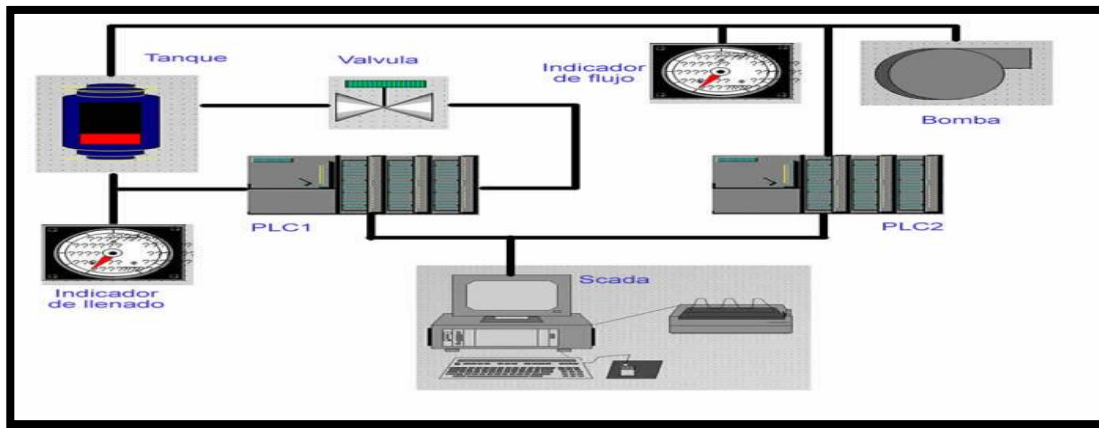 Tanque
Valvula
Indicador
de flujo
Bomba
PLC1
PLC2
Indicador
de llenado
Scada